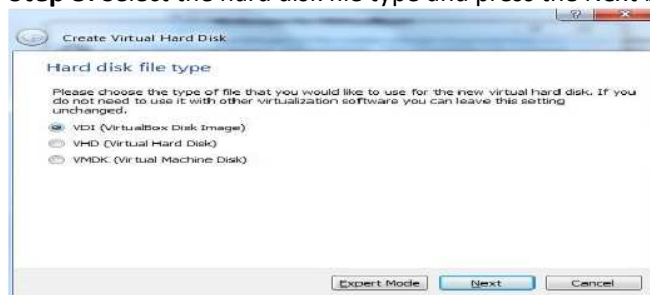 Select the hard disk file type and press the Next
Create Virtual Hard Disk
Hard disk file type
Please choose the type of file that you would like to use for the new virtual hard disk. If you
do not need to use it with other virtualization software you can leave this setting
unchanged.
VDI (VirtualBox Disk Image)
VHD (Virtual Hard Disk)
VMDK (Virtual Machine Disk)
Expert Mode Next Cancel